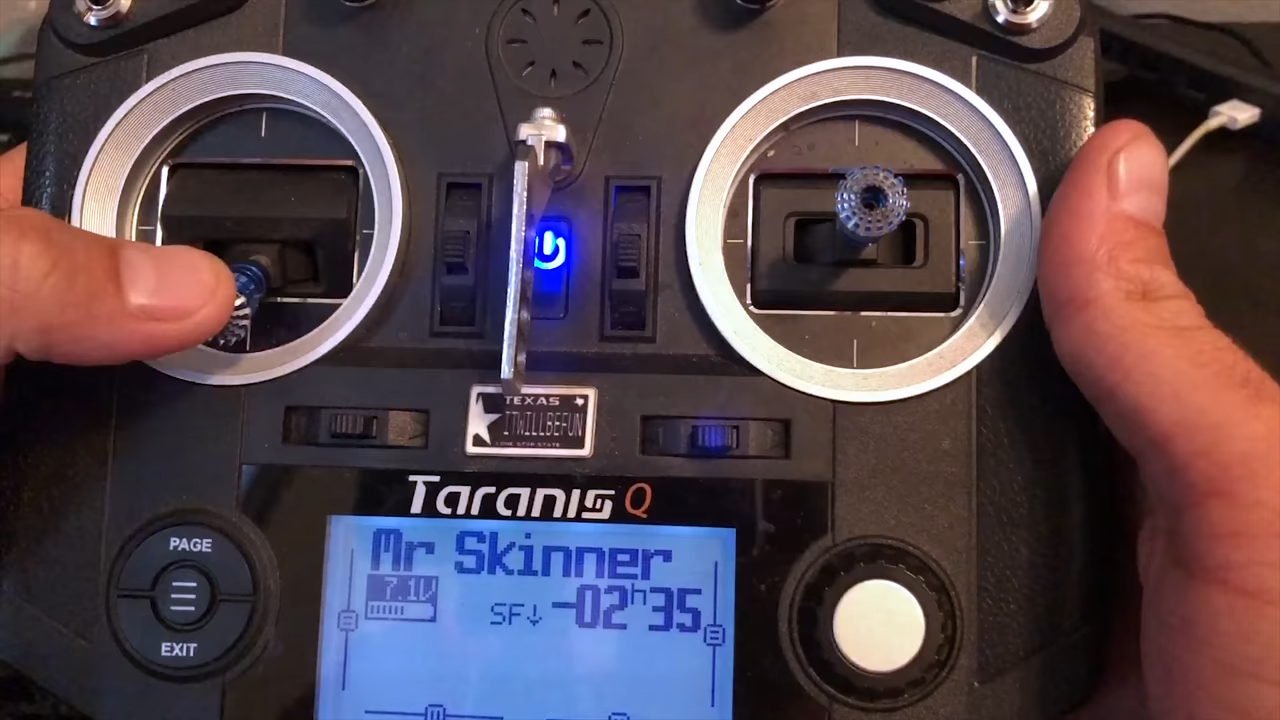 TEXAS
ITWILLBEFUN
LONE STAR STATE
Taranis Q
PAGE
EXIT
Mr Skinner
7.1V
SF↓ -02h35